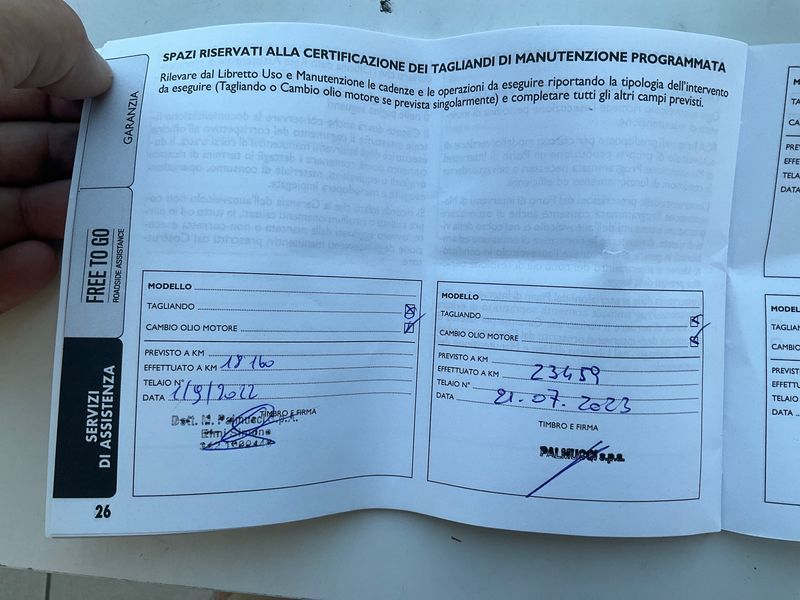 SPAZI RISERVATI ALLA CERTIFICAZIONE DEI TAGLIANDI DI MANUTENZIONE PROGRAMMATA
Rilevare dal Libretto Uso e Manutenzione le cadenze e le operazioni da eseguire riportando la tipologia dell'intervento
da eseguire (Tagliando o Cambio olio motore se prevista singolarmente) e completare tutti gli altri campi previsti.
GARANZIA
FREE TO GO
ROADSIDE ASSISTANCE
SERVIZI
DI ASSISTENZA
26
MODELLO
TAGLIANDO
CAMBIO OLIO MOTORE
PREVISTO A KM
EFFETTUATO A KM 18160
TELAIO N°
DATA 1/9/2022
TIMBRO E FIRMA
Dott. M. Palmucci s.p.a.
MODELLO
TAGLIANDO
CAMBIO OLIO MOTORE
PREVISTO A KM
EFFETTUATO A KM 23459
TELAIO N°
DATA 21.07.2023
TIMBRO E FIRMA
PALMUCCI s.p.a.